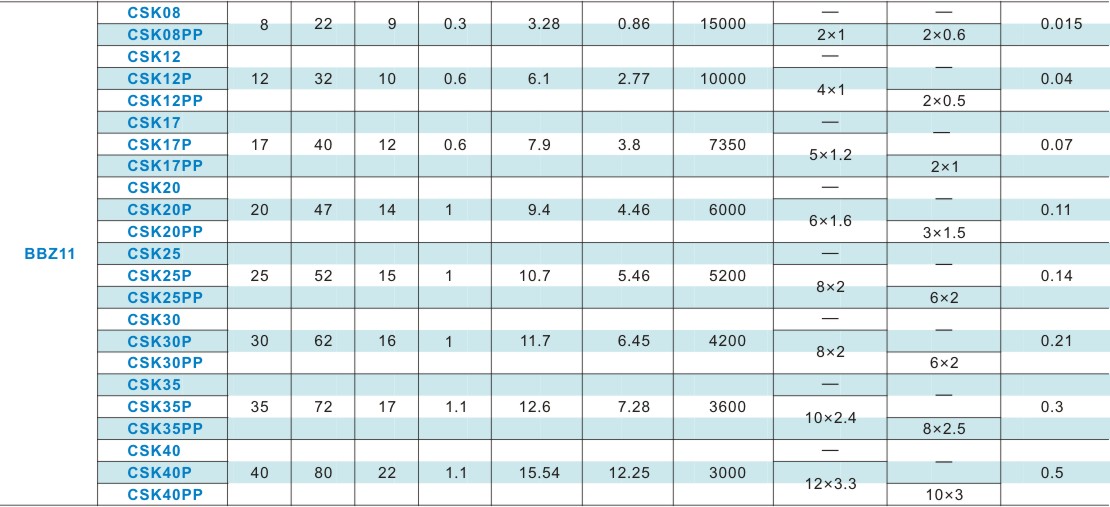 CSK08 — —
8 22 9 0.3 3.28 0.86 15000 0.015
CSK08PP 2×1 2×0.6
CSK12 —
—
CSK12P 12 32 10 0.6 6.1 2.77 10000 0.04
4×1
CSK12PP 2×0.5
CSK17 —
—
CSK17P 17 40 12 0.6 7.9 3.8 7350 0.07
5×1.2
CSK17PP 2×1
CSK20 —
—
CSK20P 20 47 14 1 9.4 4.46 6000 0.11
6×1.6
CSK20PP 3×1.5
BBZ11 CSK25 —
—
CSK25P 25 52 15 1 10.7 5.46 5200 0.14
8×2
CSK25PP 6×2
CSK30 —
—
CSK30P 30 62 16 1 11.7 6.45 4200 0.21
8×2
CSK30PP 6×2
CSK35 —
—
CSK35P 35 72 17 1.1 12.6 7.28 3600 0.3
10×2.4
CSK35PP 8×2.5
CSK40 —
—
CSK40P 40 80 22 1.1 15.54 12.25 3000 0.5
12×3.3
CSK40PP 10×3